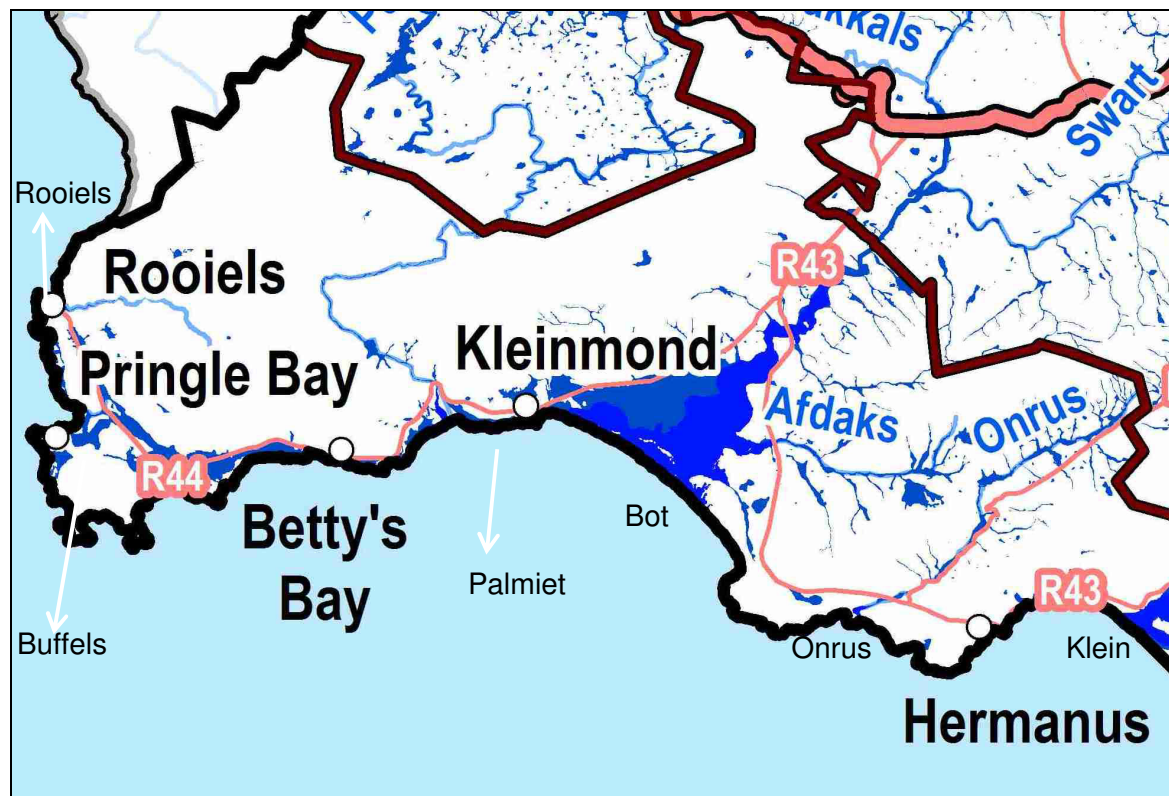 kkals
Swart
Rooiels
Rooiels
R43
Pringle Bay
Kleinmond
Afdaks
Onrus
R44
Betty's
Bay
Bot
Palmiet
R43
Buffels
Onrus
Klein
Hermanus